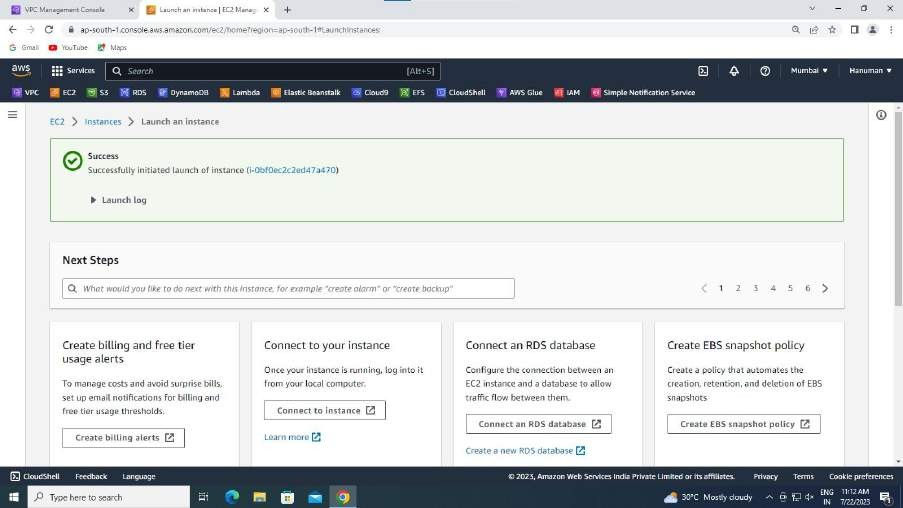 VPC Management Console
Launch an instance | EC2 Manag
ap-south-1.console.aws.amazon.com/ec2/home?region=ap-south-1#LaunchInstances:
Gmail YouTube Maps
aws Services Search [Alt+S] Mumbai Hanuman
VPC EC2 S3 RDS DynamoDB Lambda Elastic Beanstalk Cloud9 EFS CloudShell AWS Glue IAM Simple Notification Service
EC2 Instances Launch an instance
Success
Successfully initiated launch of instance (i-0bf0ec2c2ed47a470)
Launch log
Next Steps
What would you like to do next with this instance, for example "create alarm" or "create backup"
1 2 3 4 5 6
Create billing and free tier
usage alerts
To manage costs and avoid surprise bills,
set up email notifications for billing and
free tier usage thresholds.
Create billing alerts
Connect to your instance
Once your instance is running, log into it
from your local computer.
Connect to instance
Learn more
Connect an RDS database
Configure the connection between an
EC2 instance and a database to allow
traffic flow between them.
Connect an RDS database
Create a new RDS database
Create EBS snapshot policy
Create a policy that automates the
creation, retention, and deletion of EBS
snapshots
Create EBS snapshot policy
CloudShell Feedback Language © 2023, Amazon Web Services India Private Limited or its affiliates. Privacy Terms Cookie preferences
Type here to search
30°C Mostly cloudy
ENG
IN
11:12 AM
7/22/2023